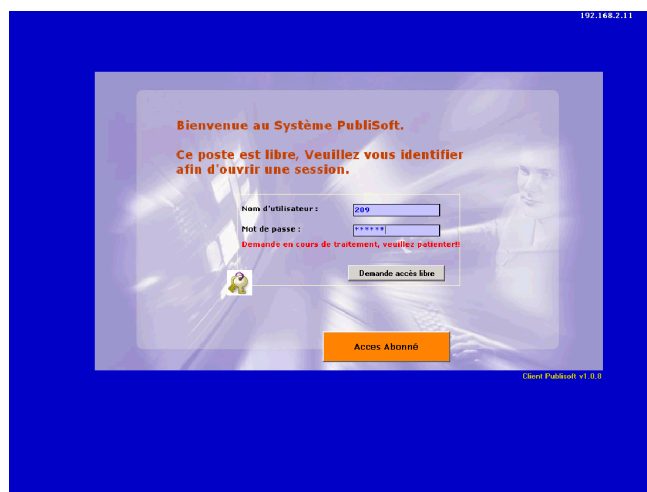 192.168.2.11
Bienvenue au Système PubliSoft.
Ce poste est libre, Veuillez vous identifier
afin d'ouvrir une session.
Nom d'utilisateur :
209
Mot de passe :
******
Demande en cours de traitement, veuillez patienter!!
Demande accès libre
Acces Abonné
Client Publisoft v1.0.8